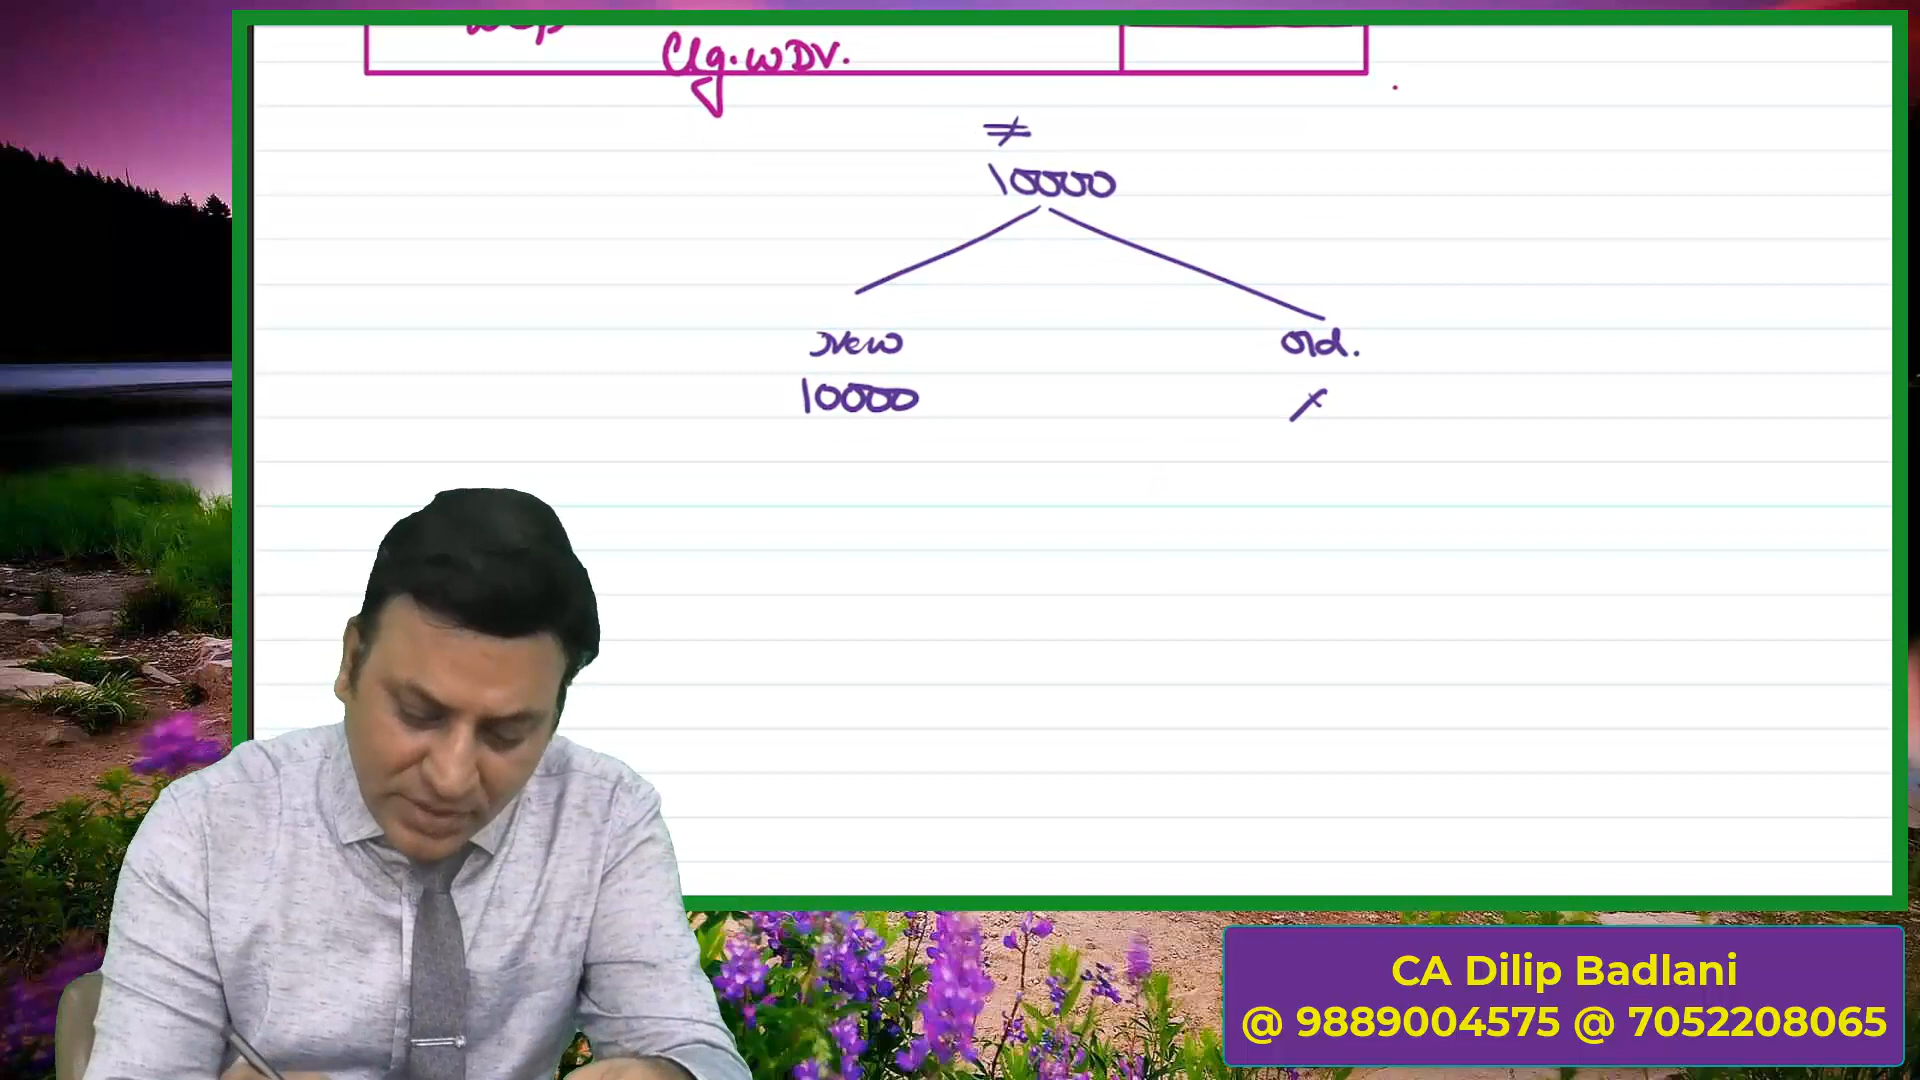 Clg. WDV.
≠
10000
New Old.
10000 ×
CA Dilip Badlani
@ 9889004575 @ 7052208065